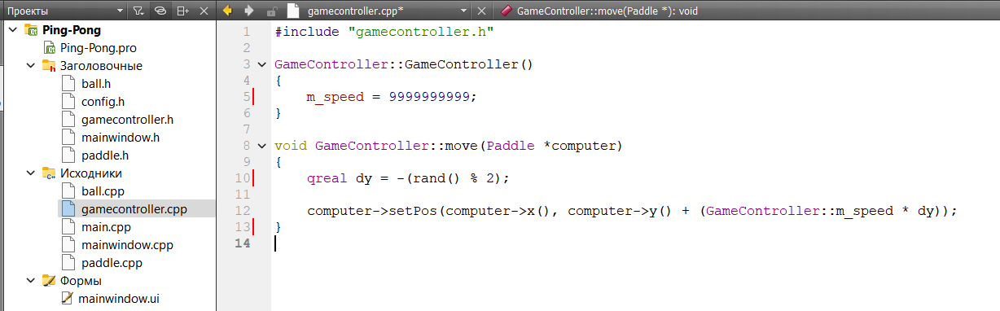 Проекты
gamecontroller.cpp*
GameController::move(Paddle *): void
Ping-Pong
Ping-Pong.pro
Заголовочные
ball.h
config.h
gamecontroller.h
mainwindow.h
paddle.h
Исходники
ball.cpp
gamecontroller.cpp
main.cpp
mainwindow.cpp
paddle.cpp
Формы
mainwindow.ui
1 #include "gamecontroller.h"
2
3 GameController::GameController()
4 {
5 m_speed = 9999999999;
6 }
7
8 void GameController::move(Paddle *computer)
9 {
10 qreal dy = -(rand() % 2);
11
12 computer->setPos(computer->x(), computer->y() + (GameController::m_speed * dy));
13 }
14